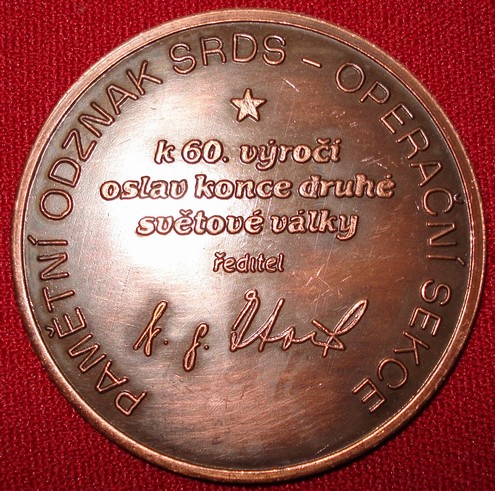 PAMĚTNÍ ODZNAK SRDS – OPERAČNÍ SEKCE
k 60. výročí
oslav konce druhé
světové války
ředitel